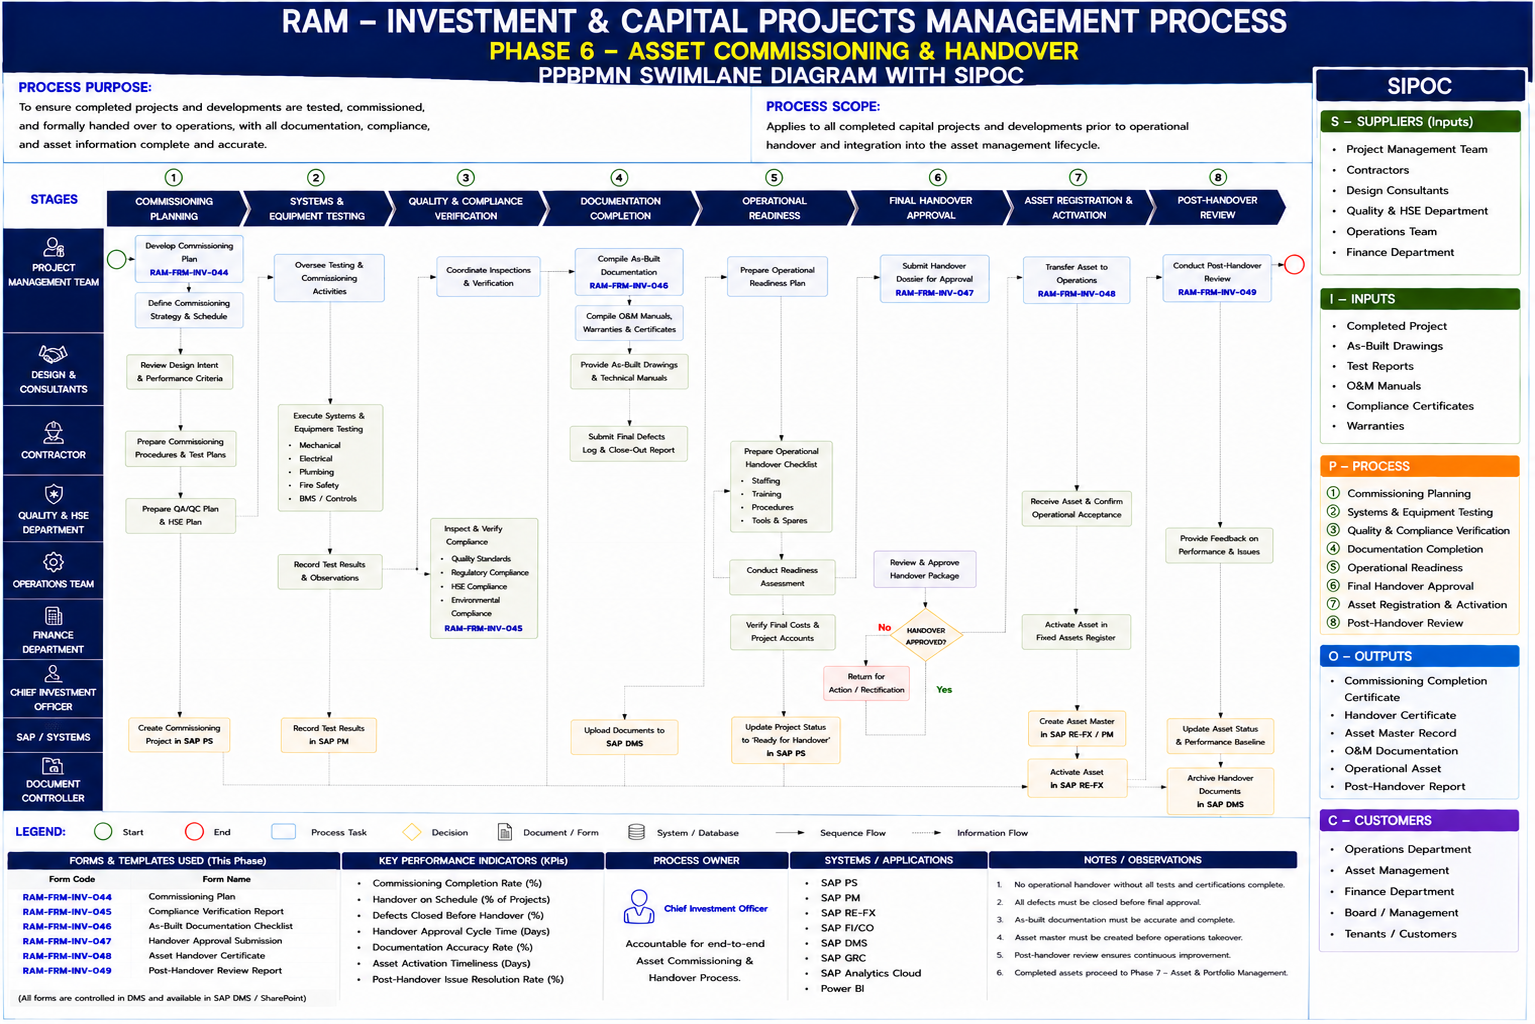 RAM – INVESTMENT & CAPITAL PROJECTS MANAGEMENT PROCESS
PHASE 6 – ASSET COMMISSIONING & HANDOVER
PPBPMN SWIMLANE DIAGRAM WITH SIPOC
PROCESS PURPOSE:
To ensure completed projects and developments are tested, commissioned,
and formally handed over to operations, with all documentation, compliance,
and asset information complete and accurate.
PROCESS SCOPE:
Applies to all completed capital projects and developments prior to operational
handover and integration into the asset management lifecycle.
STAGES
1
COMMISSIONING
PLANNING
2
SYSTEMS &
EQUIPMENT TESTING
3
QUALITY & COMPLIANCE
VERIFICATION
4
DOCUMENTATION
COMPLETION
5
OPERATIONAL
READINESS
6
FINAL HANDOVER
APPROVAL
7
ASSET REGISTRATION &
ACTIVATION
8
POST-HANDOVER
REVIEW
PROJECT
MANAGEMENT TEAM
Develop Commissioning
Plan
RAM-FRM-INV-044
Define Commissioning
Strategy & Schedule
Oversee Testing &
Commissioning
Activities
Coordinate Inspections
& Verification
Compile As-Built
Documentation
RAM-FRM-INV-046
Compile O&M Manuals,
Warranties & Certificates
Prepare Operational
Readiness Plan
Submit Handover
Dossier for Approval
RAM-FRM-INV-047
Transfer Asset to
Operations
RAM-FRM-INV-048
Conduct Post-Handover
Review
RAM-FRM-INV-049
DESIGN &
CONSULTANTS
Review Design Intent
& Performance Criteria
Provide As-Built Drawings
& Technical Manuals
CONTRACTOR
Prepare Commissioning
Procedures & Test Plans
Execute Systems &
Equipment Testing
• Mechanical
• Electrical
• Plumbing
• Fire Safety
• BMS / Controls
Submit Final Defects
Log & Close-Out Report
Prepare Operational
Handover Checklist
• Staffing
• Training
• Procedures
• Tools & Spares
QUALITY & HSE
DEPARTMENT
Prepare QA/QC Plan
& HSE Plan
Inspect & Verify
Compliance
• Quality Standards
• Regulatory Compliance
• HSE Compliance
• Environmental
Compliance
RAM-FRM-INV-045
Receive Asset & Confirm
Operational Acceptance
Provide Feedback on
Performance & Issues
OPERATIONS TEAM
Record Test Results
& Observations
Conduct Readiness
Assessment
Review & Approve
Handover Package
FINANCE
DEPARTMENT
Verify Final Costs &
Project Accounts
No
HANDOVER
APPROVED?
Yes
Activate Asset in
Fixed Assets Register
CHIEF INVESTMENT
OFFICER
Return for
Action / Rectification
SAP / SYSTEMS
Create Commissioning
Project in SAP PS
Record Test Results
in SAP PM
Upload Documents to
SAP DMS
Update Project Status
to 'Ready for Handover'
in SAP PS
Create Asset Master
in SAP RE-FX / PM
Update Asset Status
& Performance Baseline
DOCUMENT
CONTROLLER
Activate Asset
in SAP RE-FX
Archive Handover
Documents
in SAP DMS
LEGEND:
Start
End
Process Task
Decision
Document / Form
System / Database
Sequence Flow
Information Flow
FORMS & TEMPLATES USED (This Phase)
Form Code Form Name
RAM-FRM-INV-044 Commissioning Plan
RAM-FRM-INV-045 Compliance Verification Report
RAM-FRM-INV-046 As-Built Documentation Checklist
RAM-FRM-INV-047 Handover Approval Submission
RAM-FRM-INV-048 Asset Handover Certificate
RAM-FRM-INV-049 Post-Handover Review Report
(All forms are controlled in DMS and available in SAP DMS / SharePoint)
KEY PERFORMANCE INDICATORS (KPIs)
• Commissioning Completion Rate (%)
• Handover on Schedule (% of Projects)
• Defects Closed Before Handover (%)
• Handover Approval Cycle Time (Days)
• Documentation Accuracy Rate (%)
• Asset Activation Timeliness (Days)
• Post-Handover Issue Resolution Rate (%)
PROCESS OWNER
Chief Investment Officer
Accountable for end-to-end
Asset Commissioning &
Handover Process.
SYSTEMS / APPLICATIONS
• SAP PS
• SAP PM
• SAP RE-FX
• SAP FI/CO
• SAP DMS
• SAP GRC
• SAP Analytics Cloud
• Power BI
NOTES / OBSERVATIONS
1. No operational handover without all tests and certifications complete.
2. All defects must be closed before final approval.
3. As-built documentation must be accurate and complete.
4. Asset master must be created before operations takeover.
5. Post-handover review ensures continuous improvement.
6. Completed assets proceed to Phase 7 – Asset & Portfolio Management.
SIPOC
S – SUPPLIERS (Inputs)
• Project Management Team
• Contractors
• Design Consultants
• Quality & HSE Department
• Operations Team
• Finance Department
I – INPUTS
• Completed Project
• As-Built Drawings
• Test Reports
• O&M Manuals
• Compliance Certificates
• Warranties
P – PROCESS
1 Commissioning Planning
2 Systems & Equipment Testing
3 Quality & Compliance Verification
4 Documentation Completion
5 Operational Readiness
6 Final Handover Approval
7 Asset Registration & Activation
8 Post-Handover Review
O – OUTPUTS
• Commissioning Completion
Certificate
• Handover Certificate
• Asset Master Record
• O&M Documentation
• Operational Asset
• Post-Handover Report
C – CUSTOMERS
• Operations Department
• Asset Management
• Finance Department
• Board / Management
• Tenants / Customers